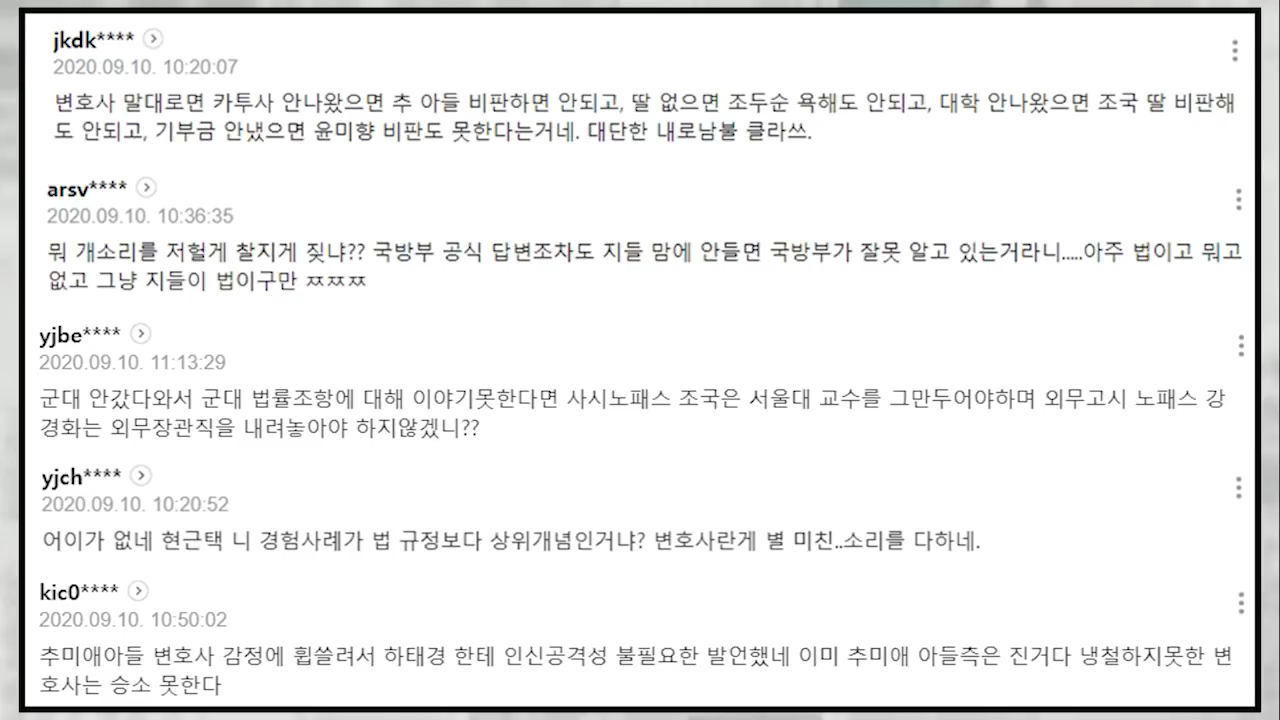 jkdk****
2020.09.10. 10:20:07
변호사 말대로면 카투사 안나왔으면 추 아들 비판하면 안되고, 딸 없으면 조두순 욕해도 안되고, 대학 안나왔으면 조국 딸 비판해
도 안되고, 기부금 안냈으면 윤미향 비판도 못한다는거네. 대단한 내로남불 클라쓰.
arsv****
2020.09.10. 10:36:35
뭐 개소리를 저헐게 찰지게 짖냐?? 국방부 공식 답변조차도 지들 맘에 안들면 국방부가 잘못 알고 있는거라니.....아주 법이고 뭐고
없고 그냥 지들이 법이구만 ㅉㅉㅉ
yjbe****
2020.09.10. 11:13:29
군대 안갔다와서 군대 법률조항에 대해 이야기못한다면 사시노패스 조국은 서울대 교수를 그만두어야하며 외무고시 노패스 강
경화는 외무장관직을 내려놓아야 하지않겠니??
yjch****
2020.09.10. 10:20:52
어이가 없네 현근택 니 경험사례가 법 규정보다 상위개념인거냐? 변호사란게 별 미친..소리를 다하네.
kic0****
2020.09.10. 10:50:02
추미애아들 변호사 감정에 휩쓸려서 하태경 한테 인신공격성 불필요한 발언했네 이미 추미애 아들측은 진거다 냉철하지못한 변
호사는 승소 못한다